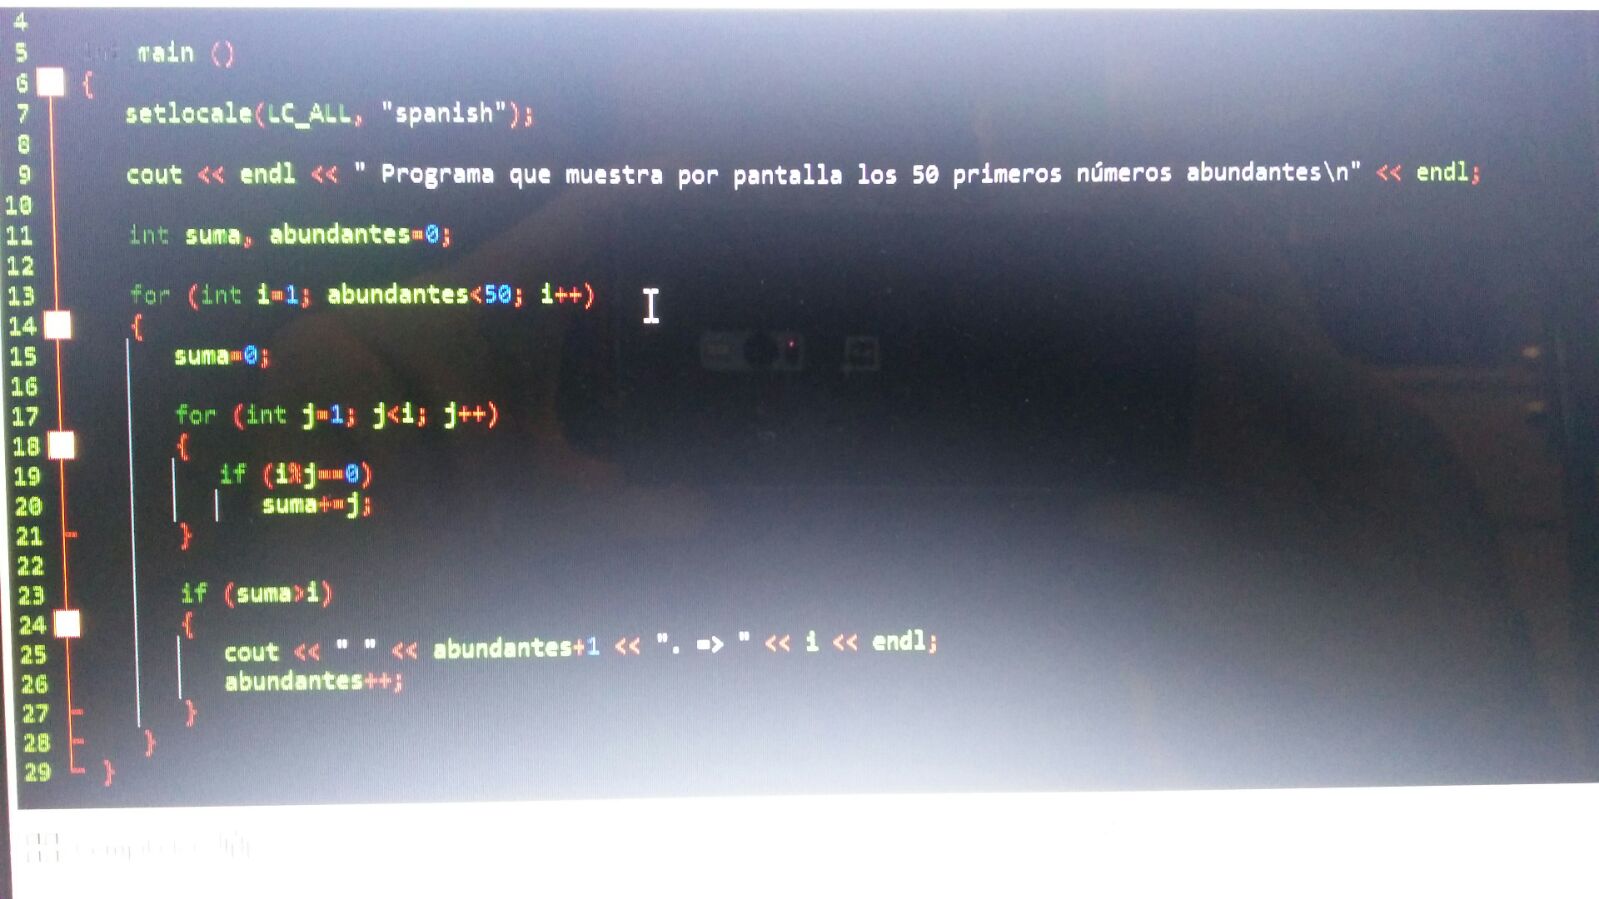 4
5 int main ()
6 {
7 setlocale(LC_ALL, "spanish");
8
9 cout << endl << " Programa que muestra por pantalla los 50 primeros números abundantes\n" << endl;
10
11 int suma, abundantes=0;
12
13 for (int i=1; abundantes<50; i++)
14 {
15 suma=0;
16
17 for (int j=1; j<i; j++)
18 {
19 if (i%j==0)
20 suma+=j;
21 }
22
23 if (suma>i)
24 {
25 cout << " " << abundantes+1 << ". => " << i << endl;
26 abundantes++;
27 }
28 }
29 }